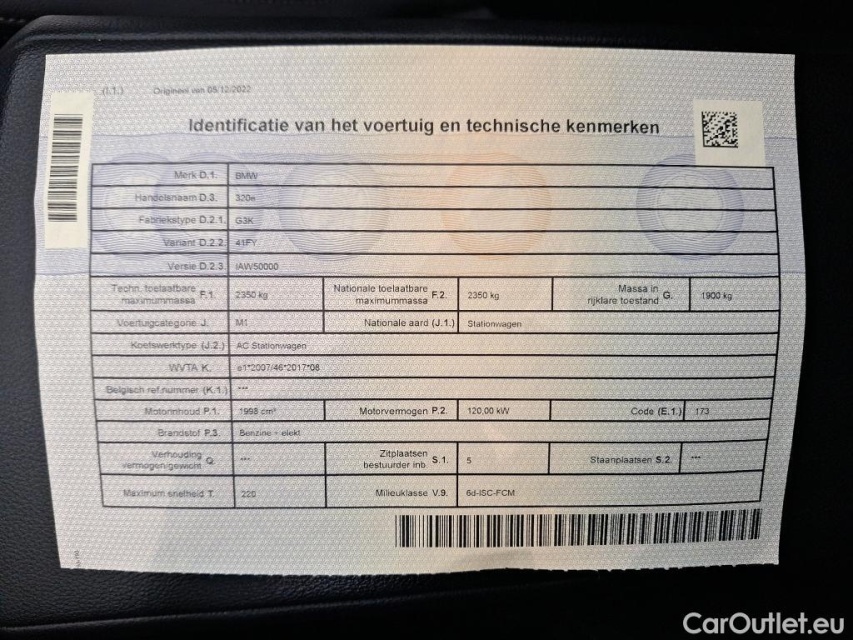 (I.1.) Origineel van 05/12/2022
Identificatie van het voertuig en technische kenmerken
Merk D.1. BMW
Handelsnaam D.3. 320e
Fabriekstype D.2.1. G3K
Variant D.2.2. 41FY
Versie D.2.3. IAW50000
Techn. toelaatbare maximummassa F.1. 2350 kg Nationale toelaatbare maximummassa F.2. 2350 kg Massa in rijklare toestand G. 1900 kg
Voertuigcategorie J. M1 Nationale aard (J.1.) Stationwagen
Koetswerktype (J.2.) AC Stationwagen
WVTA K. e1*2007/46*2017*08
Belgisch ref.nummer (K.1.) ---
Motorinhoud P.1. 1998 cm³ Motorvermogen P.2. 120,00 kW Code (E.1.) 173
Brandstof P.3. Benzine + elekt
Verhouding vermogen/gewicht Q. --- Zitplaatsen bestuurder inb S.1. 5 Staanplaatsen S.2. ---
Maximum snelheid T. 220 Milieuklasse V.9. 6d-ISC-FCM
CarOutlet.eu